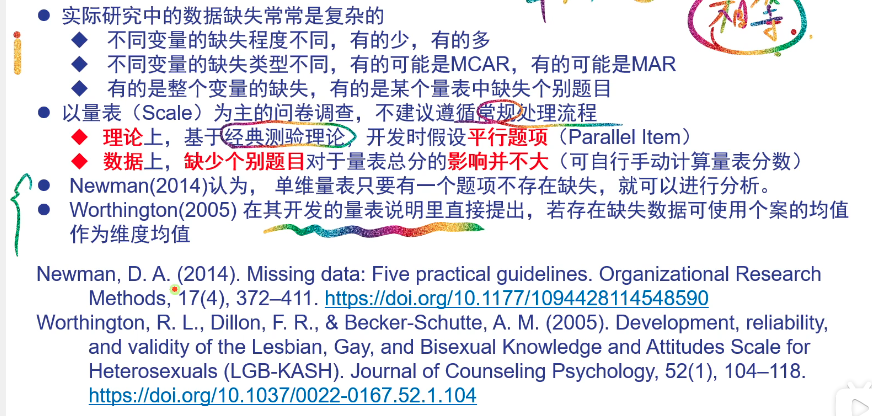 相等
● 实际研究中的数据缺失常常是复杂的
◆ 不同变量的缺失程度不同，有的少，有的多
◆ 不同变量的缺失类型不同，有的可能是MCAR，有的可能是MAR
◆ 有的是整个变量的缺失，有的是某个量表中缺失个别题目
● 以量表（Scale）为主的问卷调查，不建议遵循常规处理流程
◆ 理论上，基于经典测验理论，开发时假设平行题项（Parallel Item）
◆ 数据上，缺少个别题目对于量表总分的影响并不大（可自行手动计算量表分数）
● Newman(2014)认为， 单维量表只要有一个题项不存在缺失，就可以进行分析。
● Worthington(2005) 在其开发的量表说明里直接提出，若存在缺失数据可使用个案的均值
作为维度均值
Newman, D. A. (2014). Missing data: Five practical guidelines. Organizational Research
Methods, 17(4), 372–411. https://doi.org/10.1177/1094428114548590
Worthington, R. L., Dillon, F. R., & Becker-Schutte, A. M. (2005). Development, reliability,
and validity of the Lesbian, Gay, and Bisexual Knowledge and Attitudes Scale for
Heterosexuals (LGB-KASH). Journal of Counseling Psychology, 52(1), 104–118.
https://doi.org/10.1037/0022-0167.52.1.104